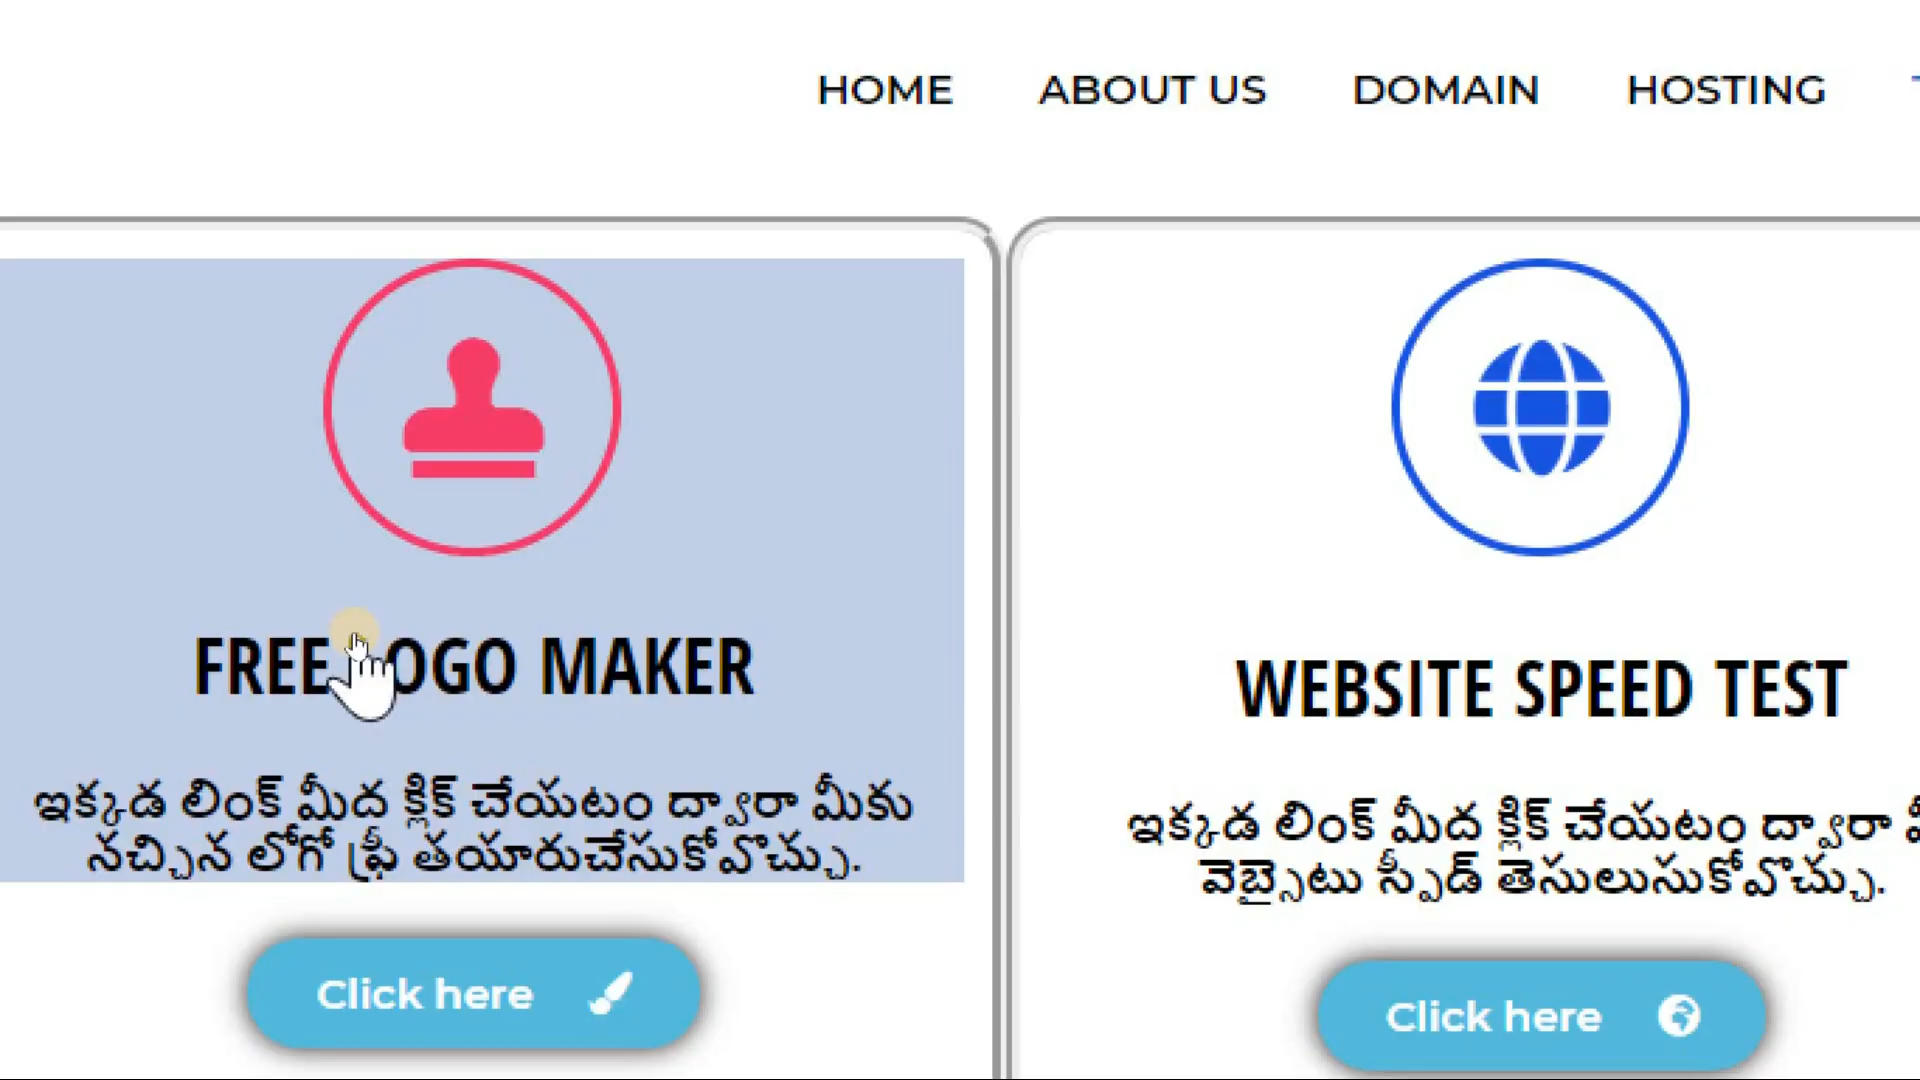 HOME ABOUT US DOMAIN HOSTING
FREE LOGO MAKER
ఇక్కడ లింక్ మీద క్లిక్ చేయటం ద్వారా మీకు
నచ్చిన లోగో ఫ్రీ తయారుచేసుకోవొచ్చు.
Click here
WEBSITE SPEED TEST
ఇక్కడ లింక్ మీద క్లిక్ చేయటం ద్వారా
వెబ్సైటు స్పీడ్ తెసులుసుకోవొచ్చు.
Click here